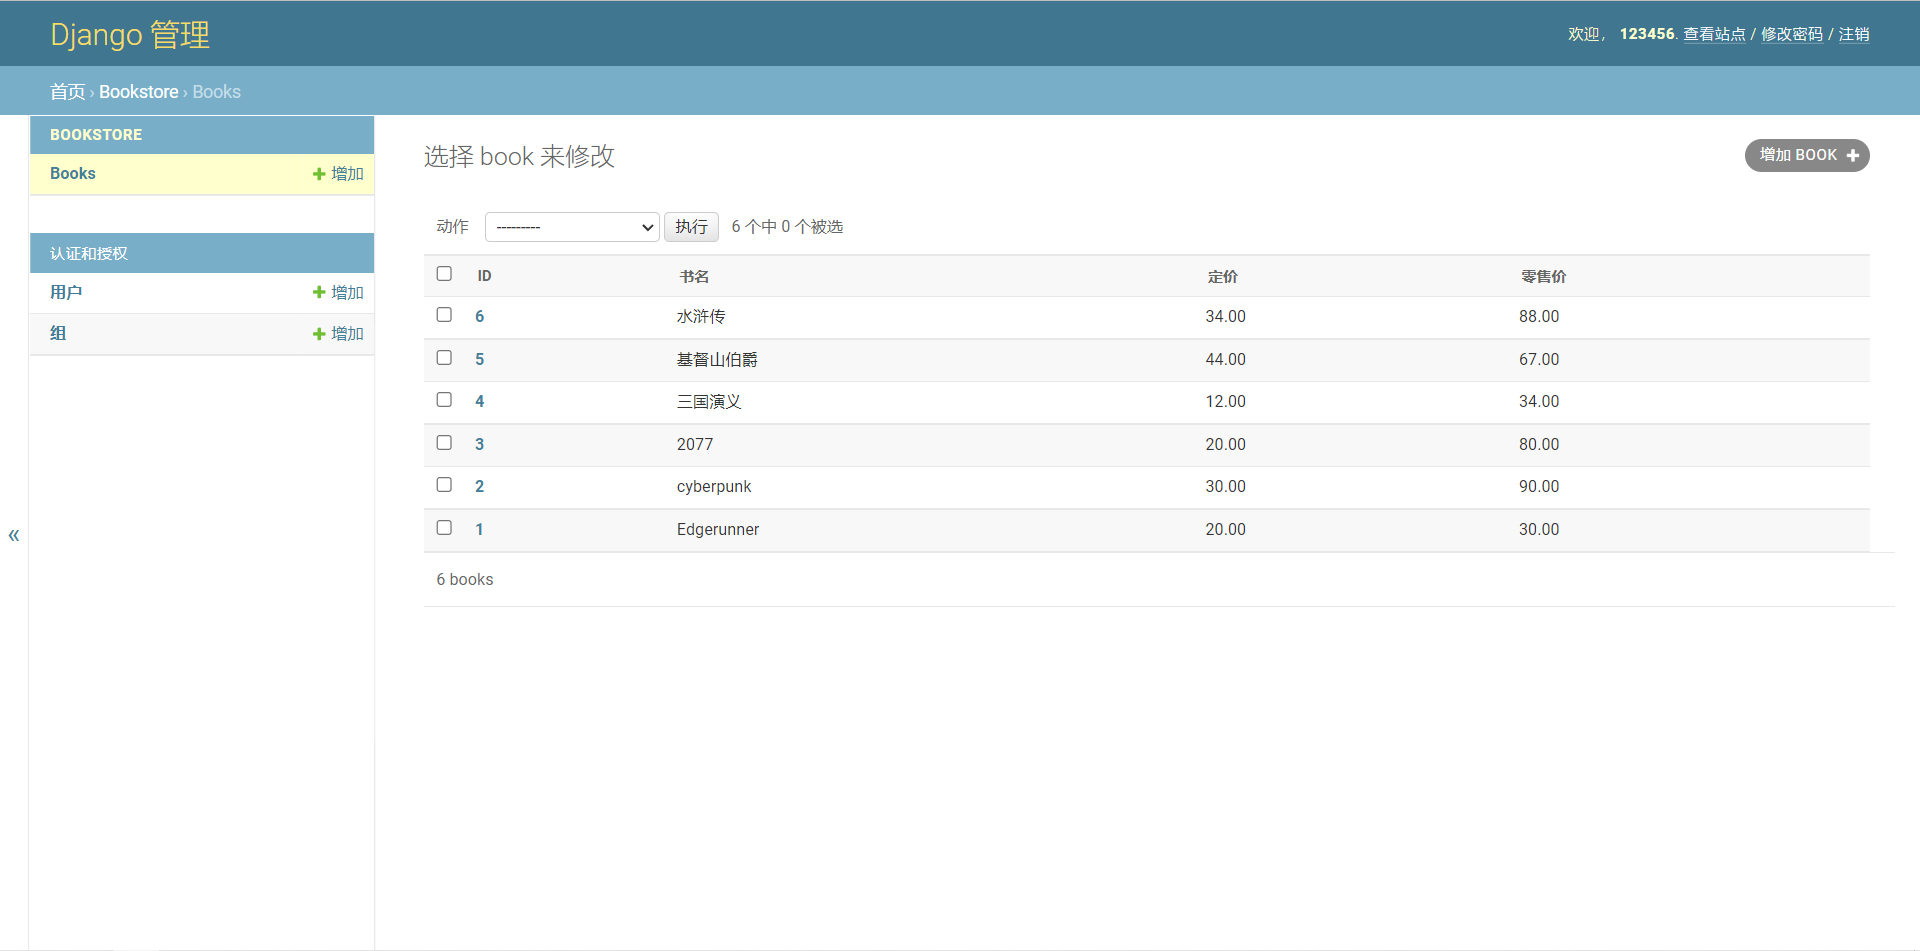 Django 管理
欢迎， 123456. 查看站点 / 修改密码 / 注销
首页 › Bookstore › Books
BOOKSTORE
Books 增加
认证和授权
用户 增加
组 增加
«
选择 book 来修改
增加 BOOK
动作 --------- 执行 6 个中 0 个被选
ID 书名 定价 零售价
6 水浒传 34.00 88.00
5 基督山伯爵 44.00 67.00
4 三国演义 12.00 34.00
3 2077 20.00 80.00
2 cyberpunk 30.00 90.00
1 Edgerunner 20.00 30.00
6 books